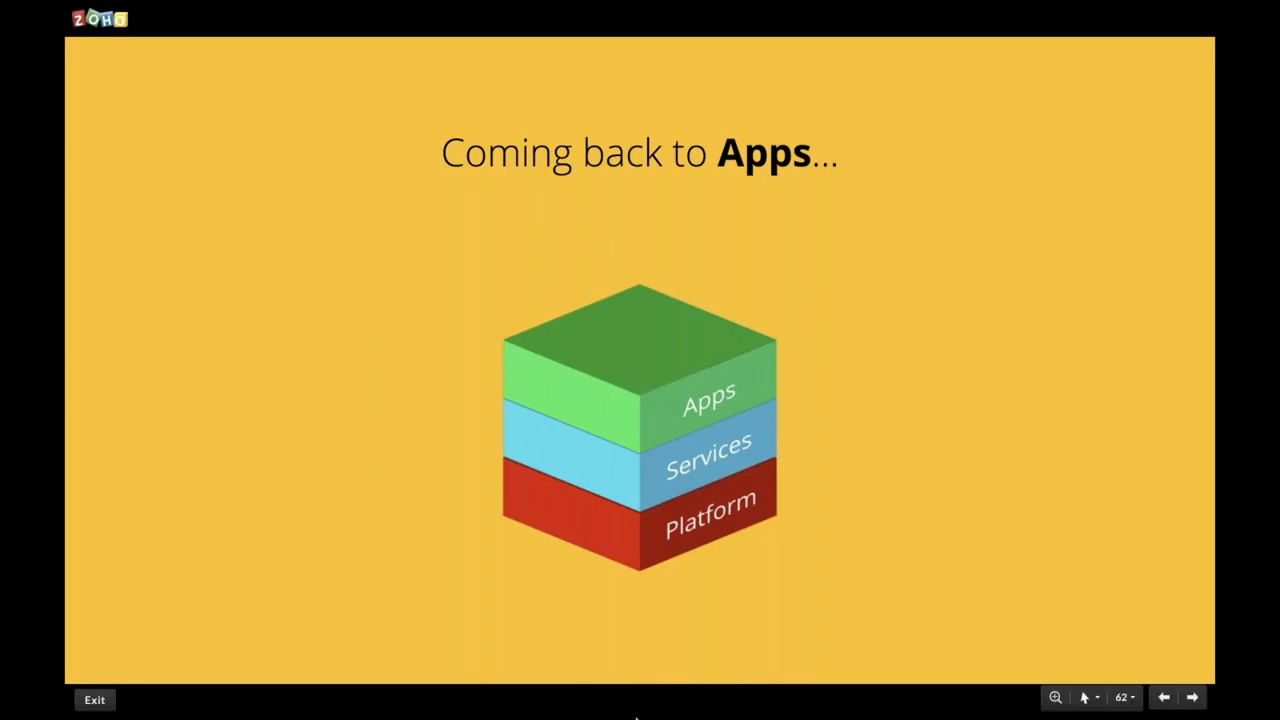 ZOHO
Coming back to Apps...
Apps
Services
Platform
Exit
62